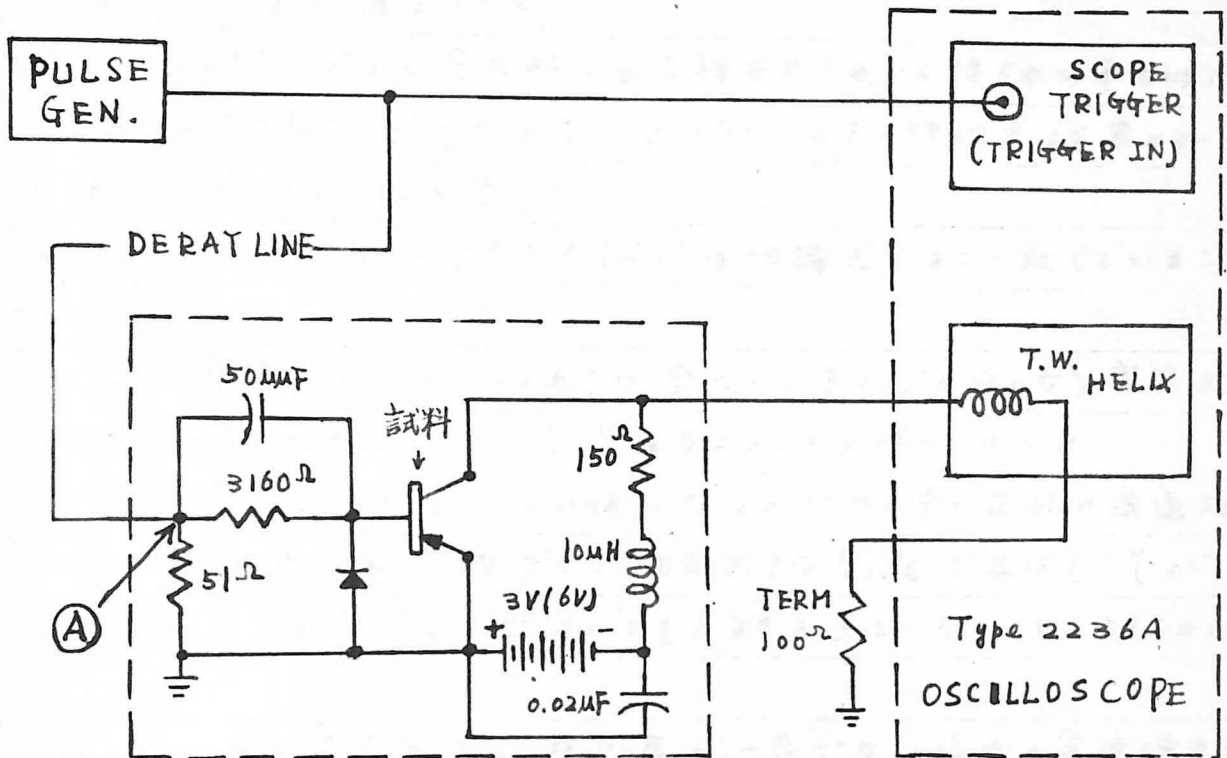 PULSE
GEN.
SCOPE
TRIGGER
(TRIGGER IN)
DERAY LINE
50μμF
3160Ω
試料
51Ω
A
150Ω
10μH
3V(6V)
+ -
0.02μF
T.W.
HELIX
TERM
100Ω
Type 2236A
OSCILLOSCOPE